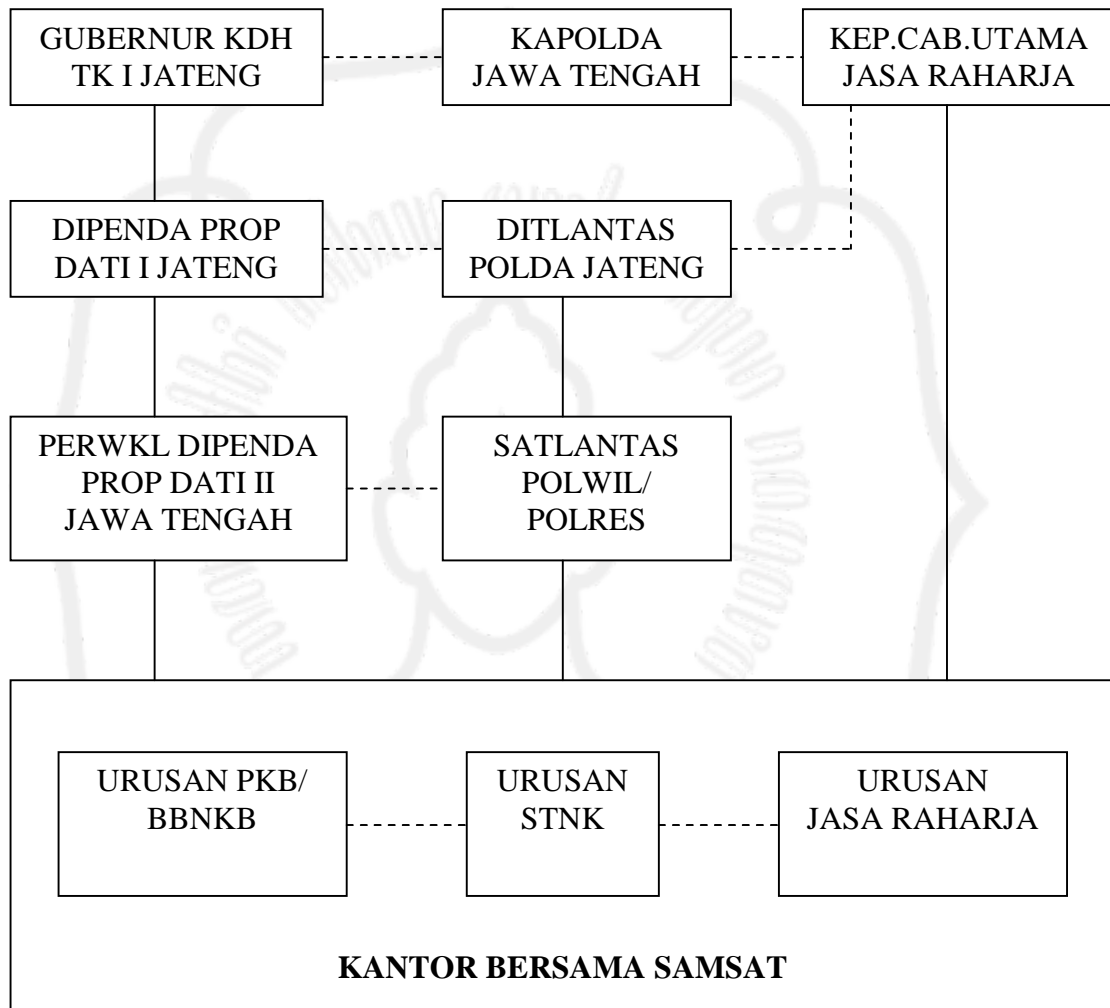 GUBERNUR KDH
TK I JATENG
KAPOLDA
JAWA TENGAH
KEP.CAB.UTAMA
JASA RAHARJA
DIPENDA PROP
DATI I JATENG
DITLANTAS
POLDA JATENG
PERWKL DIPENDA
PROP DATI II
JAWA TENGAH
SATLANTAS
POLWIL/
POLRES
URUSAN PKB/
BBNKB
URUSAN
STNK
URUSAN
JASA RAHARJA
KANTOR BERSAMA SAMSAT